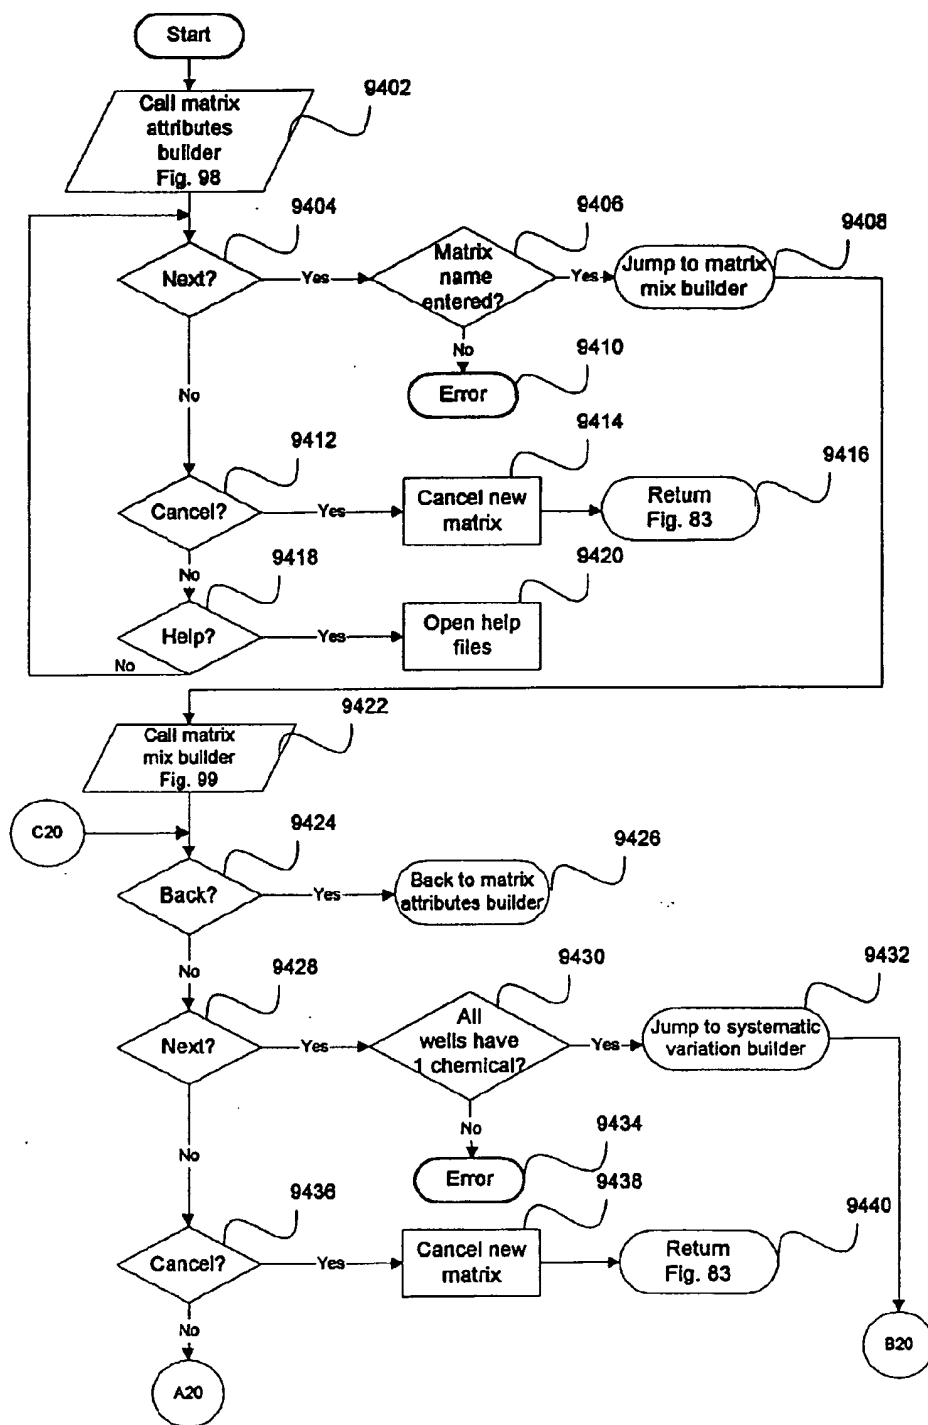 Start
9402
Call matrix
attributes
builder
Fig. 98
9404
9406
9408
Next?
Yes
Matrix
name
entered?
Yes
Jump to matrix
mix builder
No
9410
Error
No
9412
9414
9416
Cancel?
Yes
Cancel new
matrix
Return
Fig. 83
No
9418
9420
Help?
Yes
Open help
files
No
9422
Call matrix
mix builder
Fig. 99
C20
9424
9426
Back?
Yes
Back to matrix
attributes builder
No
9428
9430
9432
Next?
Yes
All
wells have
1 chemical?
Yes
Jump to systematic
variation builder
No
9434
Error
No
9436
9438
9440
Cancel?
Yes
Cancel new
matrix
Return
Fig. 83
No
B20
A20